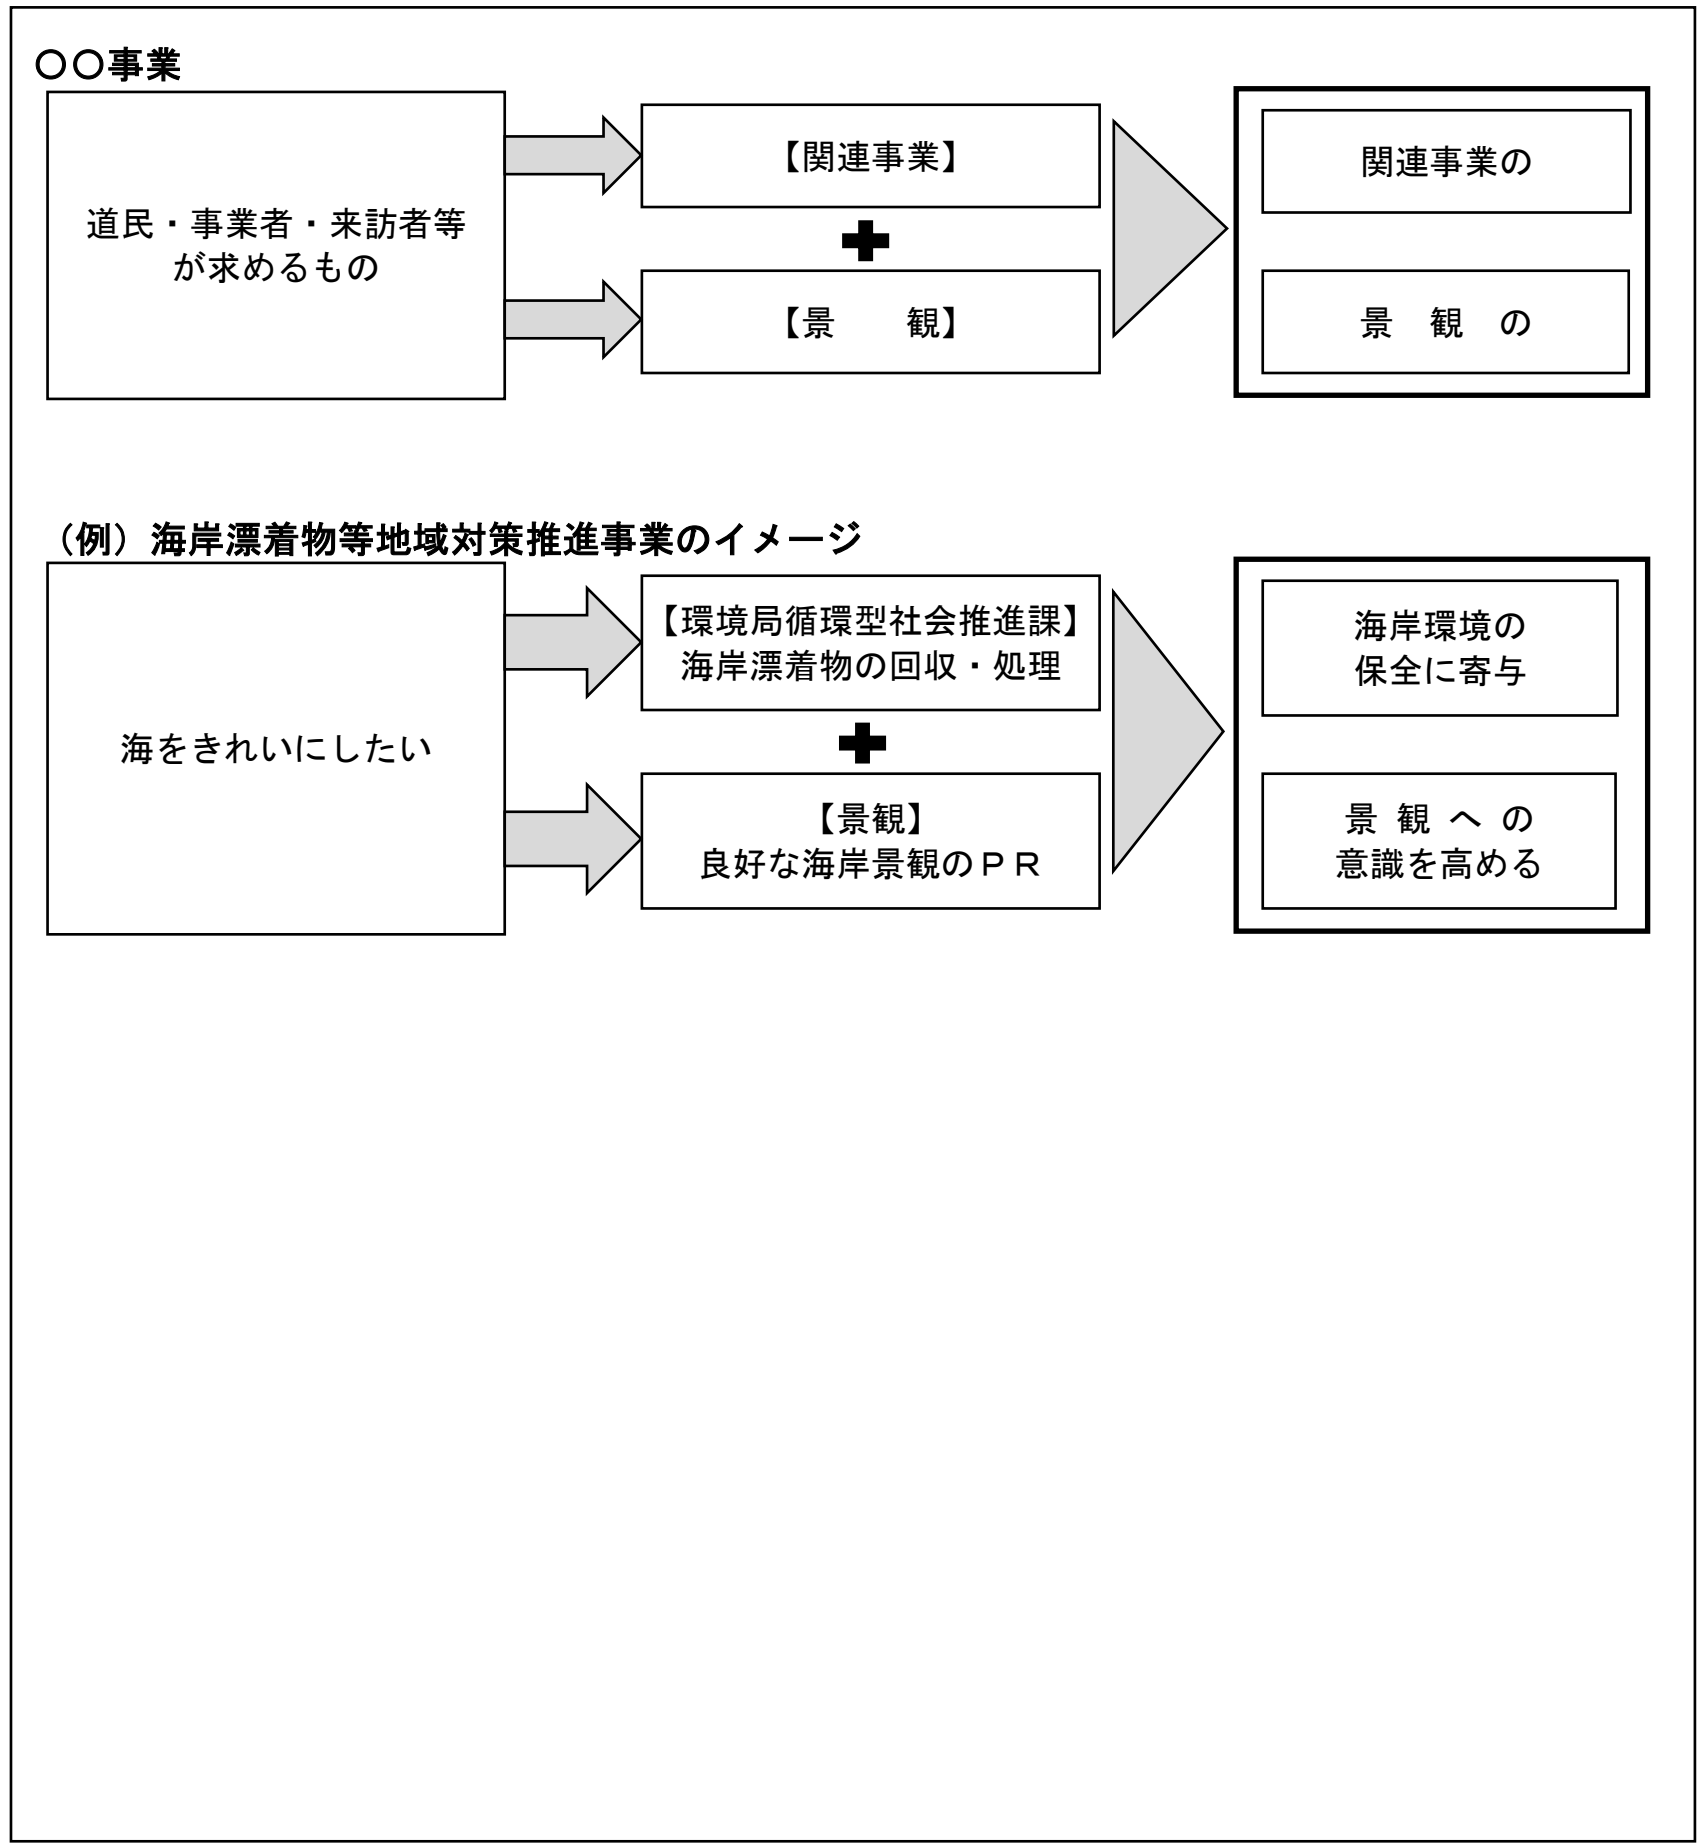 ○○事業
道民・事業者・来訪者等
が求めるもの
【関連事業】
【景　　観】
関連事業の
景　観　の
（例）海岸漂着物等地域対策推進事業のイメージ
海をきれいにしたい
【環境局循環型社会推進課】
海岸漂着物の回収・処理
【景観】
良好な海岸景観のＰＲ
海岸環境の
保全に寄与
景 観 へ の
意識を高める